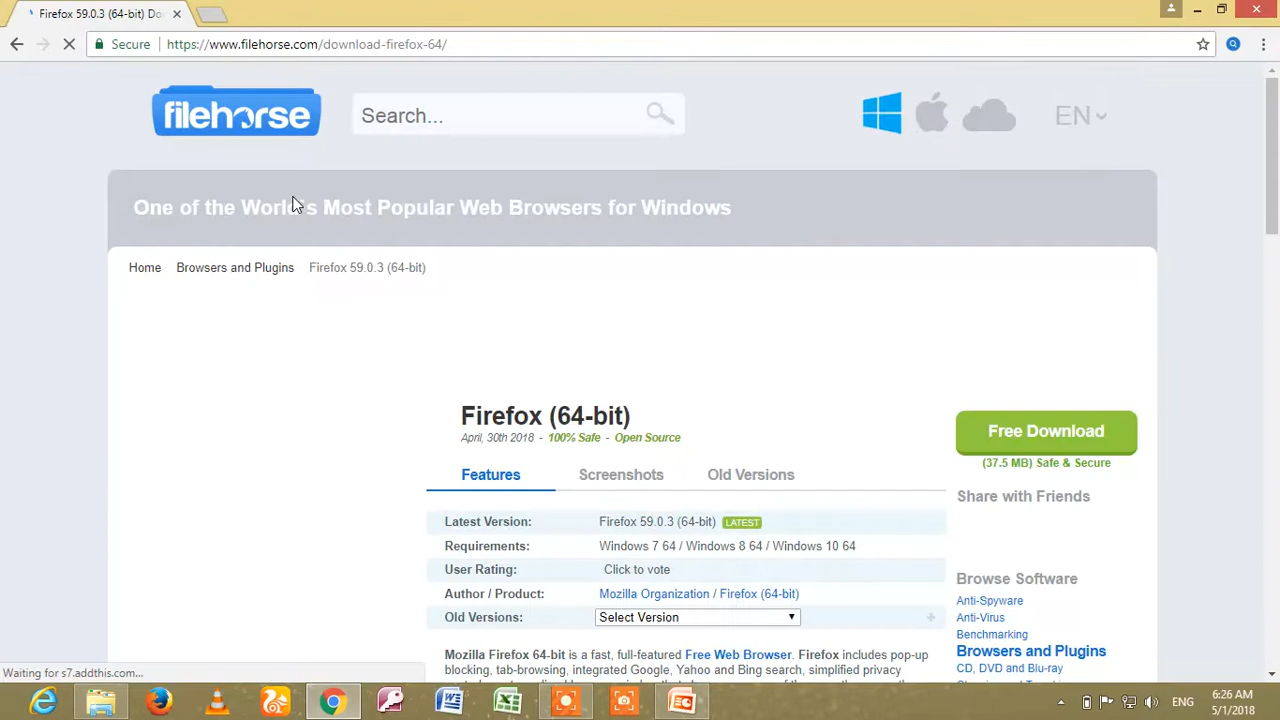 Firefox 59.0.3 (64-bit) Do
Secure
https://www.filehorse.com/download-firefox-64/
filehorse
Search...
EN
One of the World's Most Popular Web Browsers for Windows
Home Browsers and Plugins Firefox 59.0.3 (64-bit)
Firefox (64-bit)
April, 30th 2018 - 100% Safe - Open Source
Free Download
(37.5 MB) Safe & Secure
Features Screenshots Old Versions
Share with Friends
Latest Version: Firefox 59.0.3 (64-bit) LATEST
Requirements: Windows 7 64 / Windows 8 64 / Windows 10 64
User Rating: Click to vote
Author / Product: Mozilla Organization / Firefox (64-bit)
Old Versions: Select Version
Browse Software
Anti-Spyware
Anti-Virus
Benchmarking
Browsers and Plugins
CD, DVD and Blu-ray
Mozilla Firefox 64-bit is a fast, full-featured Free Web Browser. Firefox includes pop-up
blocking, tab-browsing, integrated Google, Yahoo and Bing search, simplified privacy
Waiting for s7.addthis.com...
ENG
6:26 AM
5/1/2018